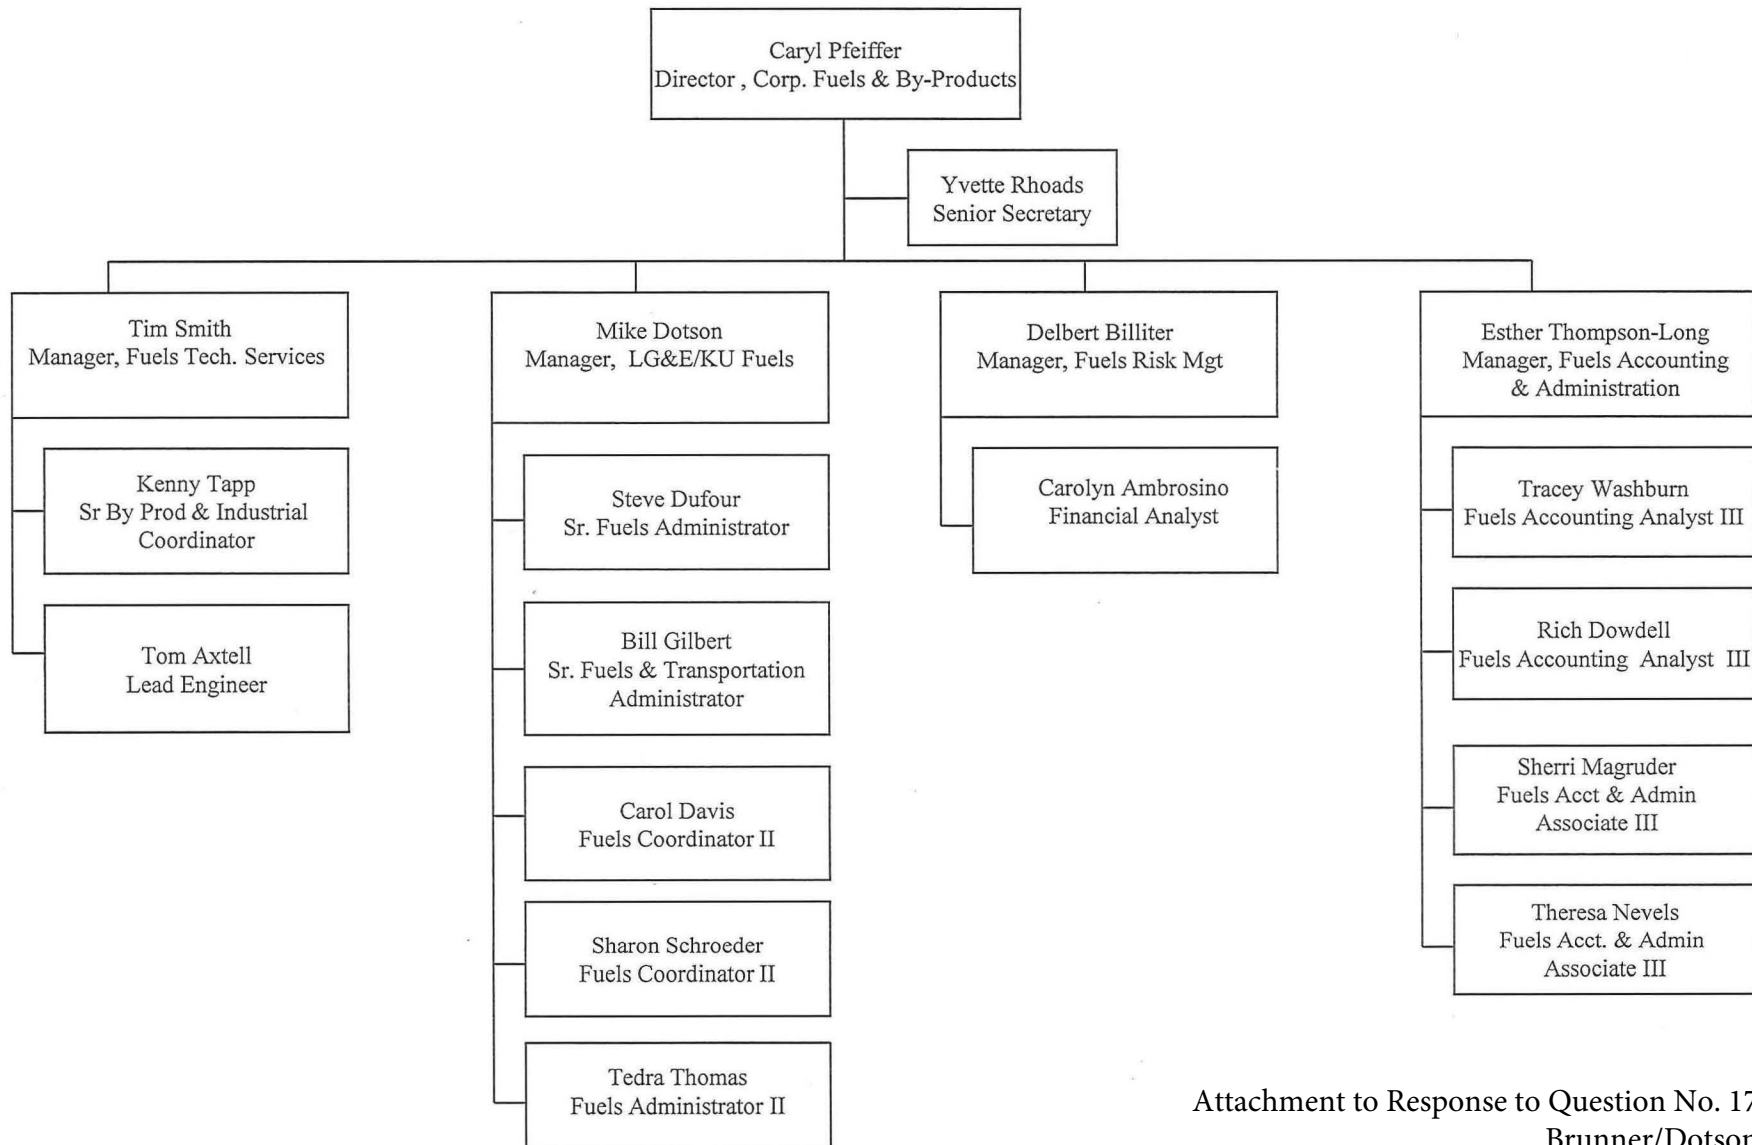 Caryl Pfeiffer
Director , Corp. Fuels & By-Products
Yvette Rhoads
Senior Secretary
Tim Smith
Manager, Fuels Tech. Services
Kenny Tapp
Sr By Prod & Industrial
Coordinator
Tom Axtell
Lead Engineer
Mike Dotson
Manager, LG&E/KU Fuels
Steve Dufour
Sr. Fuels Administrator
Bill Gilbert
Sr. Fuels & Transportation
Administrator
Carol Davis
Fuels Coordinator II
Sharon Schroeder
Fuels Coordinator II
Tedra Thomas
Fuels Administrator II
Delbert Billiter
Manager, Fuels Risk Mgt
Carolyn Ambrosino
Financial Analyst
Esther Thompson-Long
Manager, Fuels Accounting
& Administration
Tracey Washburn
Fuels Accounting Analyst III
Rich Dowdell
Fuels Accounting Analyst III
Sherri Magruder
Fuels Acct & Admin
Associate III
Theresa Nevels
Fuels Acct. & Admin
Associate III
Attachment to Response to Question No. 17
Brunner/Dotson